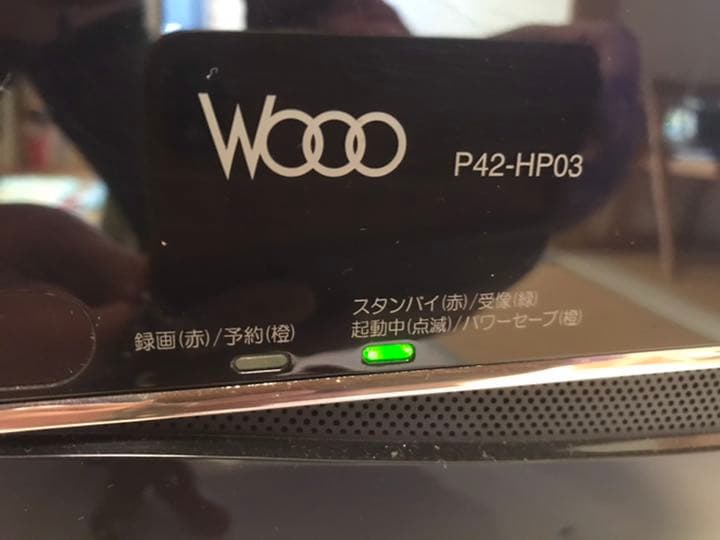 Wooo
P42-HP03
スタンバイ(赤)/受像(緑)
録画(赤)/予約(橙)
起動中(点滅)/パワーセーブ(橙)